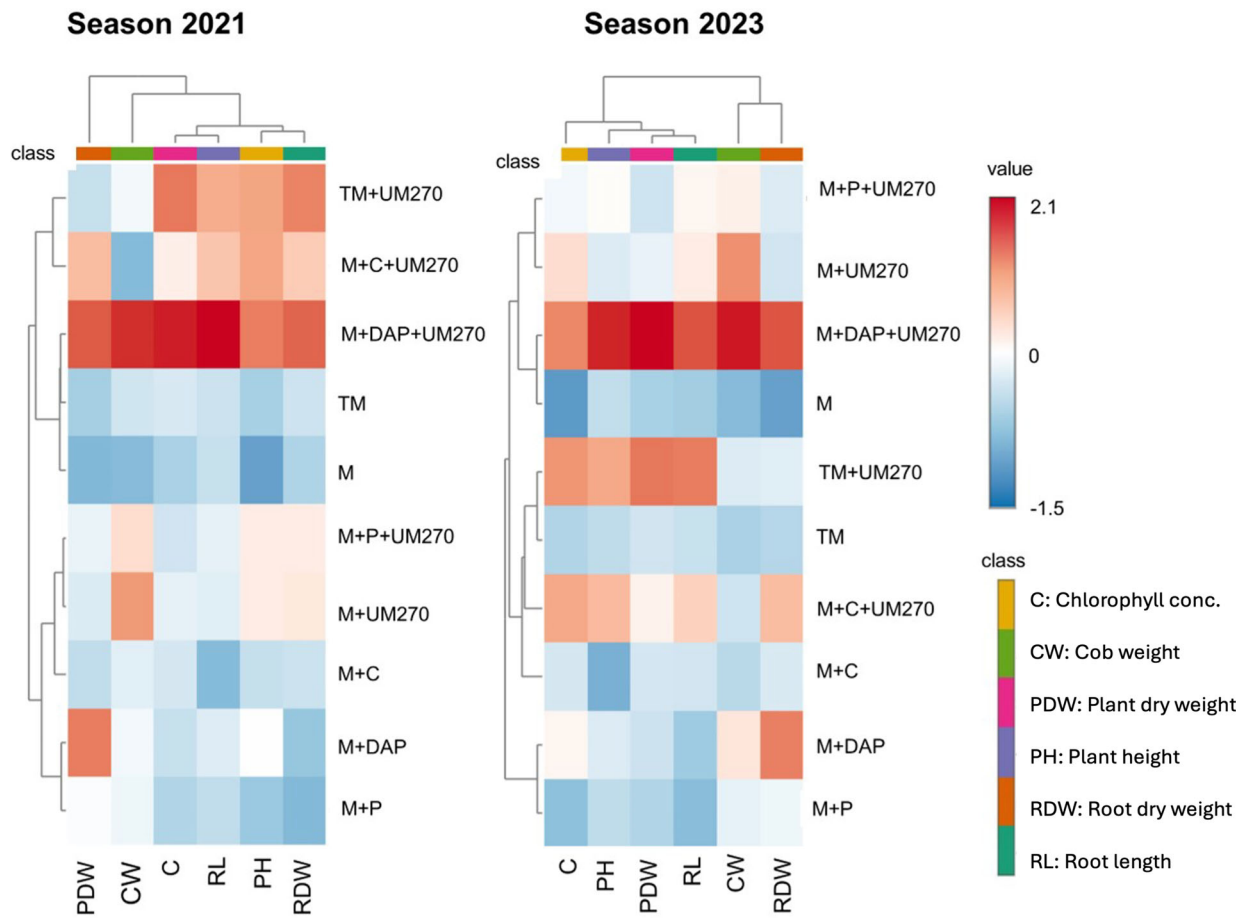 Season 2021
Season 2023
class
TM+UM270
M+C+UM270
M+DAP+UM270
TM
M
M+P+UM270
M+UM270
M+C
M+DAP
M+P
PDW
CW
C
RL
PH
RDW
class
M+P+UM270
M+UM270
M+DAP+UM270
M
TM+UM270
TM
M+C+UM270
M+C
M+DAP
M+P
C
PH
PDW
RL
CW
RDW
value
2.1
0
-1.5
class
C: Chlorophyll conc.
CW: Cob weight
PDW: Plant dry weight
PH: Plant height
RDW: Root dry weight
RL: Root length